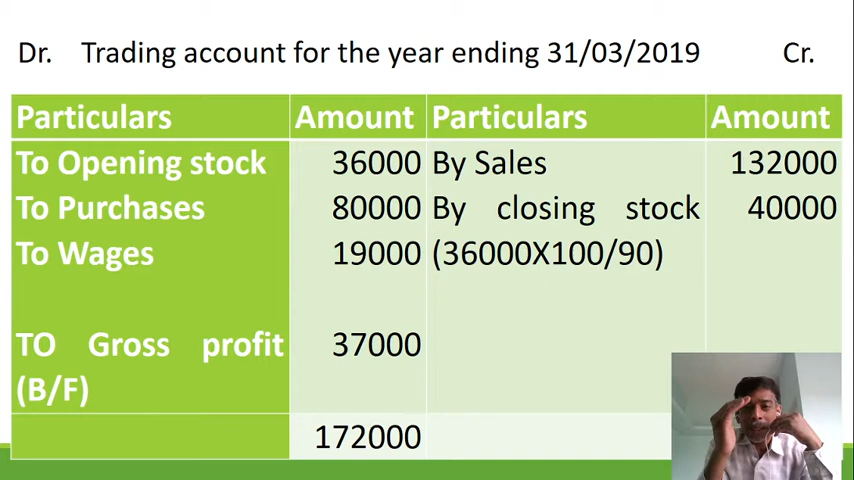 Dr. Trading account for the year ending 31/03/2019 Cr.
Particulars Amount Particulars Amount
To Opening stock 36000 By Sales 132000
To Purchases 80000 By closing stock 40000
To Wages 19000 (36000X100/90)
TO Gross profit 37000
(B/F)
172000